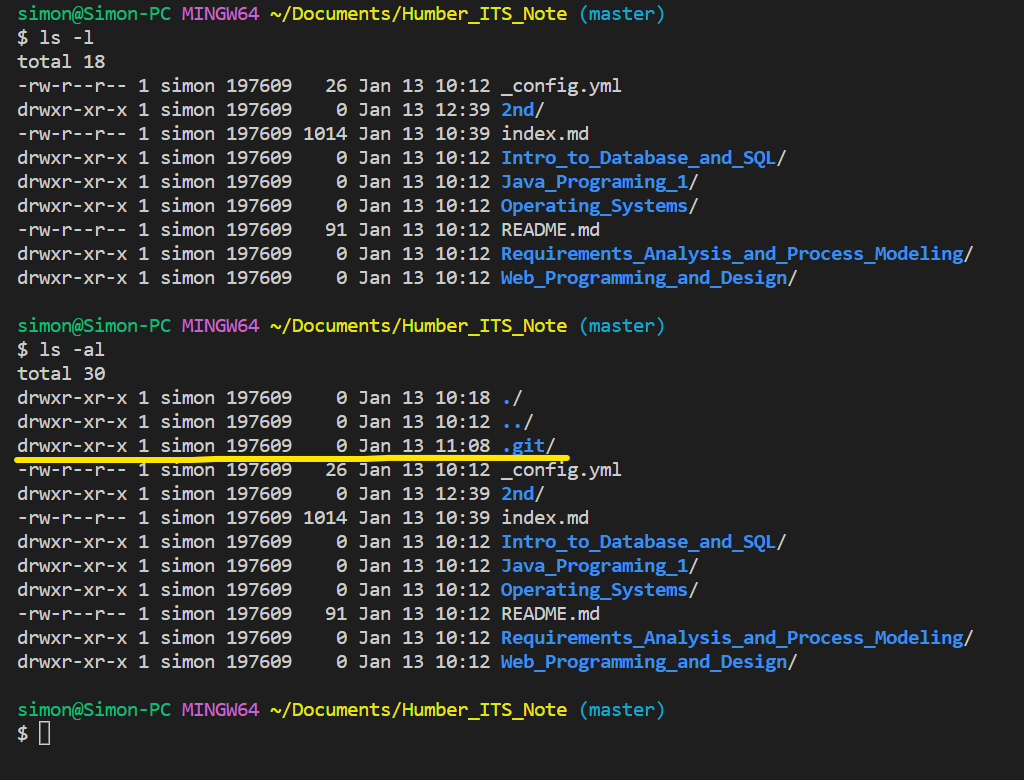 simon@Simon-PC MINGW64 ~/Documents/Humber_ITS_Note (master)
$ ls -l
total 18
-rw-r--r-- 1 simon 197609   26 Jan 13 10:12 _config.yml
drwxr-xr-x 1 simon 197609    0 Jan 13 12:39 2nd/
-rw-r--r-- 1 simon 197609 1014 Jan 13 10:39 index.md
drwxr-xr-x 1 simon 197609    0 Jan 13 10:12 Intro_to_Database_and_SQL/
drwxr-xr-x 1 simon 197609    0 Jan 13 10:12 Java_Programing_1/
drwxr-xr-x 1 simon 197609    0 Jan 13 10:12 Operating_Systems/
-rw-r--r-- 1 simon 197609   91 Jan 13 10:12 README.md
drwxr-xr-x 1 simon 197609    0 Jan 13 10:12 Requirements_Analysis_and_Process_Modeling/
drwxr-xr-x 1 simon 197609    0 Jan 13 10:12 Web_Programming_and_Design/

simon@Simon-PC MINGW64 ~/Documents/Humber_ITS_Note (master)
$ ls -al
total 30
drwxr-xr-x 1 simon 197609    0 Jan 13 10:18 ./
drwxr-xr-x 1 simon 197609    0 Jan 13 10:12 ../
drwxr-xr-x 1 simon 197609    0 Jan 13 11:08 .git/
-rw-r--r-- 1 simon 197609   26 Jan 13 10:12 _config.yml
drwxr-xr-x 1 simon 197609    0 Jan 13 12:39 2nd/
-rw-r--r-- 1 simon 197609 1014 Jan 13 10:39 index.md
drwxr-xr-x 1 simon 197609    0 Jan 13 10:12 Intro_to_Database_and_SQL/
drwxr-xr-x 1 simon 197609    0 Jan 13 10:12 Java_Programing_1/
drwxr-xr-x 1 simon 197609    0 Jan 13 10:12 Operating_Systems/
-rw-r--r-- 1 simon 197609   91 Jan 13 10:12 README.md
drwxr-xr-x 1 simon 197609    0 Jan 13 10:12 Requirements_Analysis_and_Process_Modeling/
drwxr-xr-x 1 simon 197609    0 Jan 13 10:12 Web_Programming_and_Design/

simon@Simon-PC MINGW64 ~/Documents/Humber_ITS_Note (master)
$